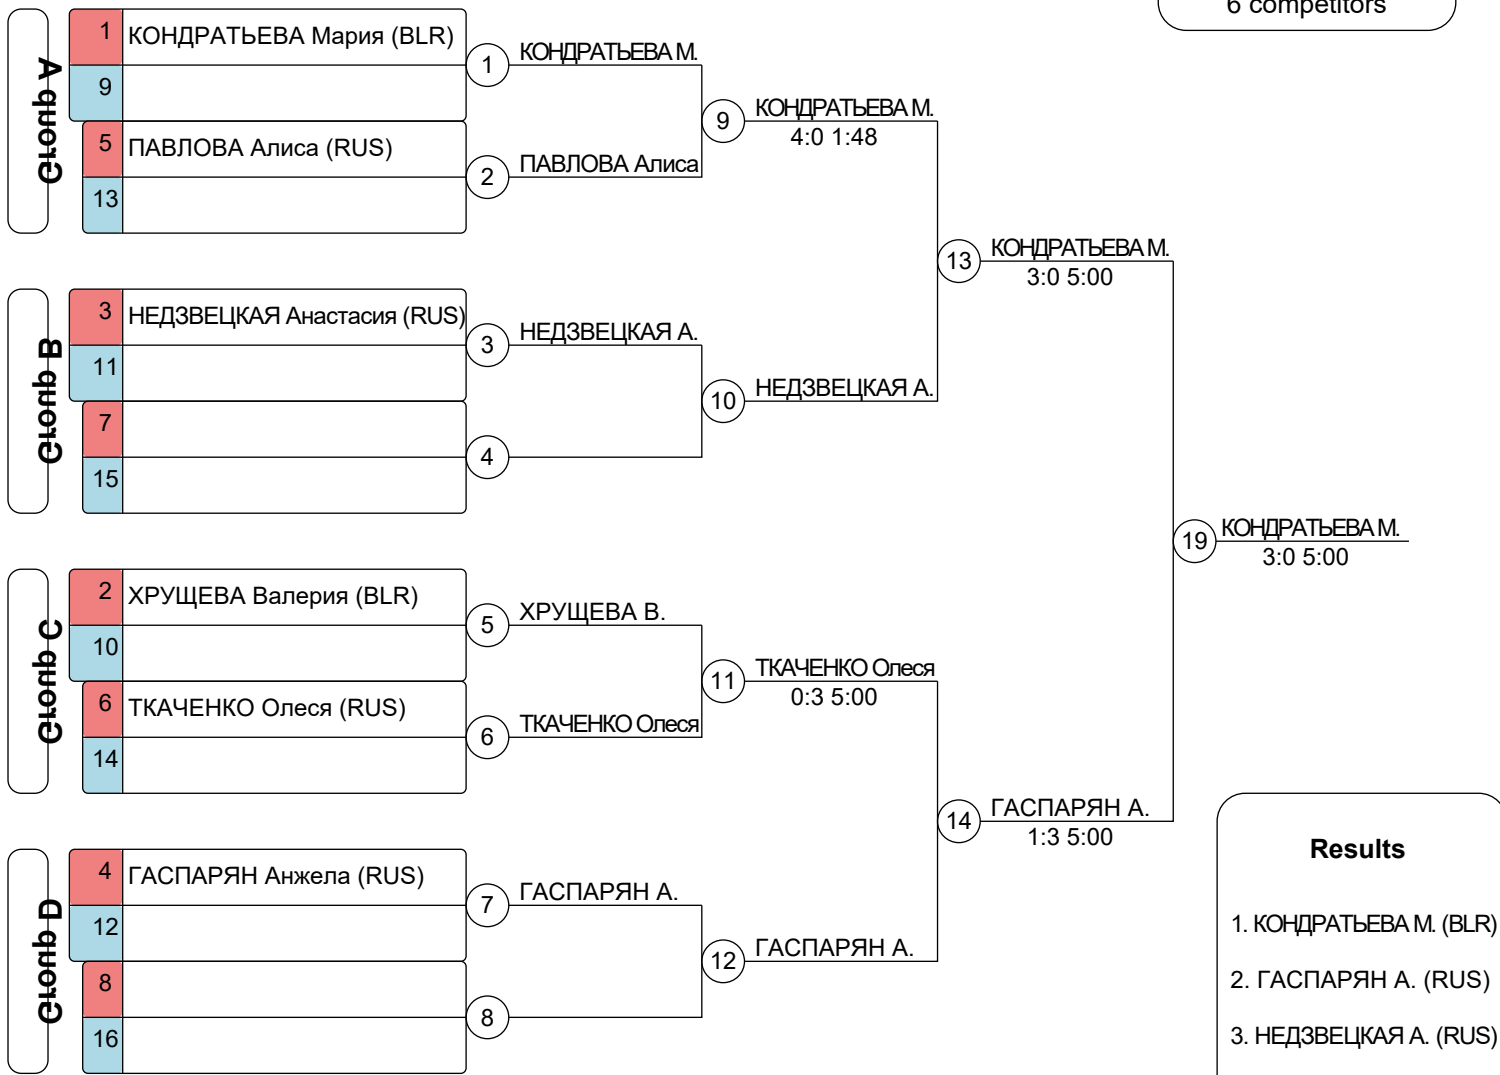 6 competitors
Group A
1 КОНДРАТЬЕВА Мария (BLR)
9
5 ПАВЛОВА Алиса (RUS)
13
1 КОНДРАТЬЕВА М.
2 ПАВЛОВА Алиса
9 КОНДРАТЬЕВА М.
4:0 1:48
Group B
3 НЕДЗВЕЦКАЯ Анастасия (RUS)
11
7
15
3 НЕДЗВЕЦКАЯ А.
4
10 НЕДЗВЕЦКАЯ А.
13 КОНДРАТЬЕВА М.
3:0 5:00
Group C
2 ХРУЩЕВА Валерия (BLR)
10
6 ТКАЧЕНКО Олеся (RUS)
14
5 ХРУЩЕВА В.
6 ТКАЧЕНКО Олеся
11 ТКАЧЕНКО Олеся
0:3 5:00
Group D
4 ГАСПАРЯН Анжела (RUS)
12
8
16
7 ГАСПАРЯН А.
8
12 ГАСПАРЯН А.
14 ГАСПАРЯН А.
1:3 5:00
19 КОНДРАТЬЕВА М.
3:0 5:00
Results
1. КОНДРАТЬЕВА М. (BLR)
2. ГАСПАРЯН А. (RUS)
3. НЕДЗВЕЦКАЯ А. (RUS)